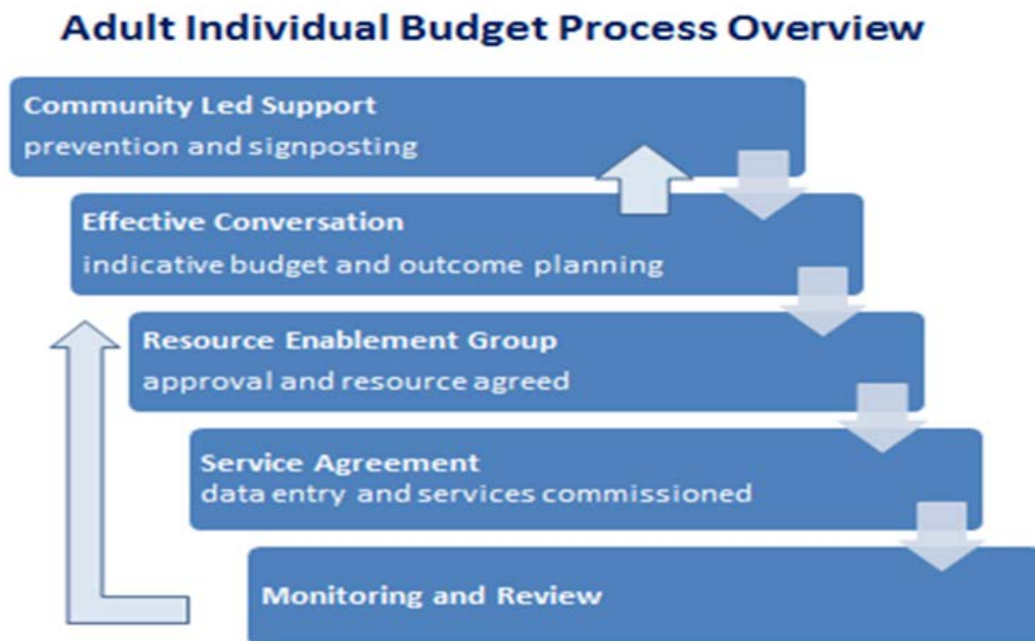 Adult Individual Budget Process Overview
Community Led Support
prevention and signposting
Effective Conversation
indicative budget and outcome planning
Resource Enablement Group
approval and resource agreed
Service Agreement
data entry and services commissioned
Monitoring and Review